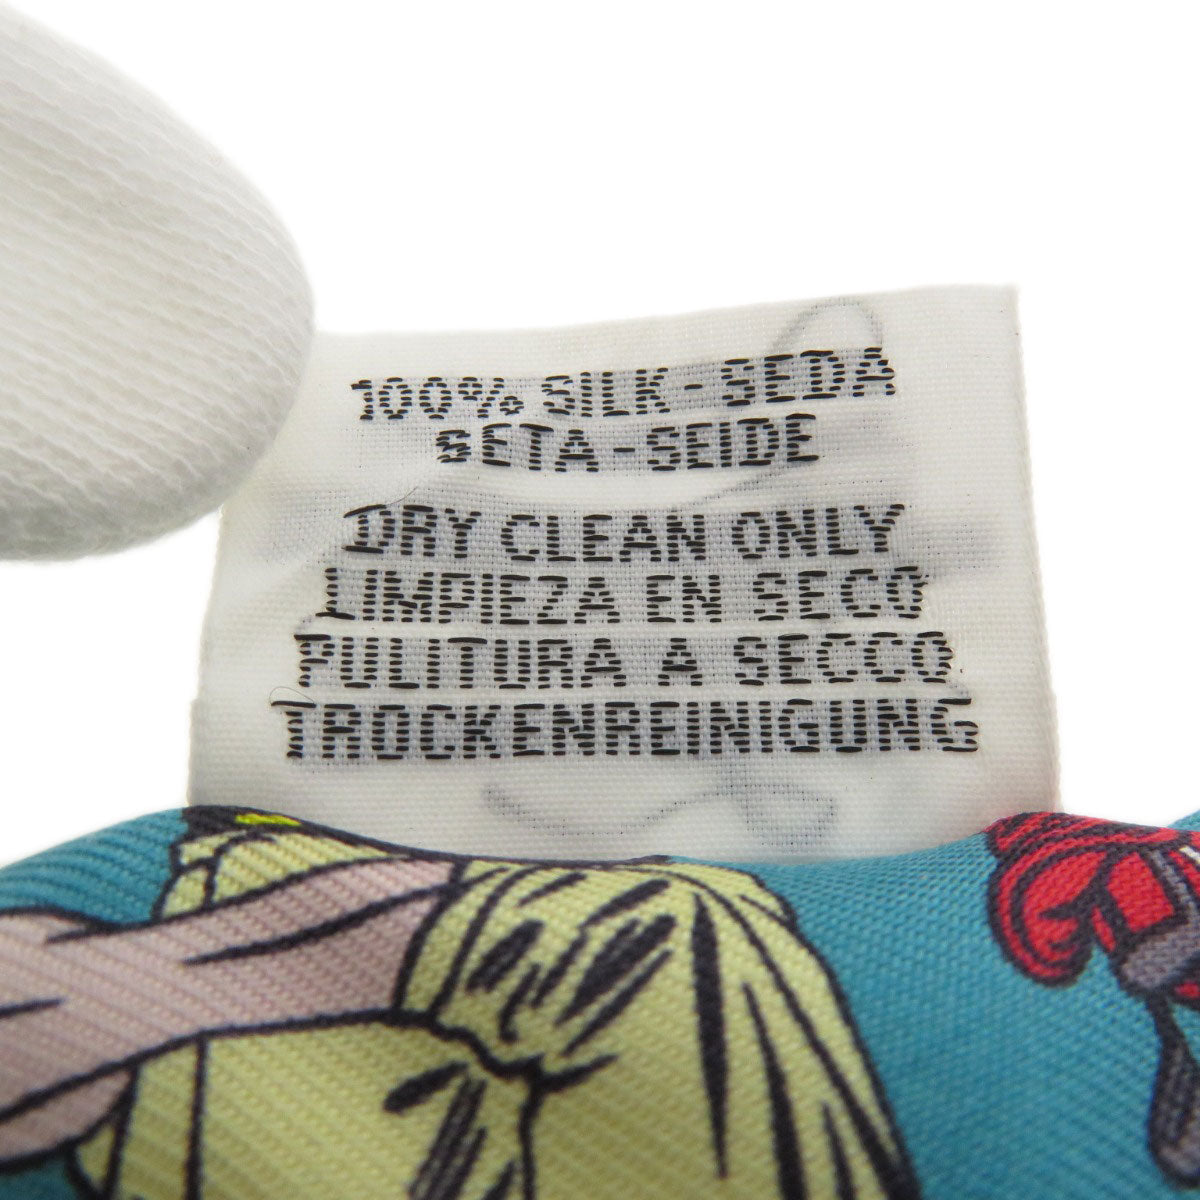 100% SILK - SEDA
SETA - SEIDE
DRY CLEAN ONLY
LIMPIEZA EN SECO
PULITURA A SECCO
TROCKENREINIGUNG